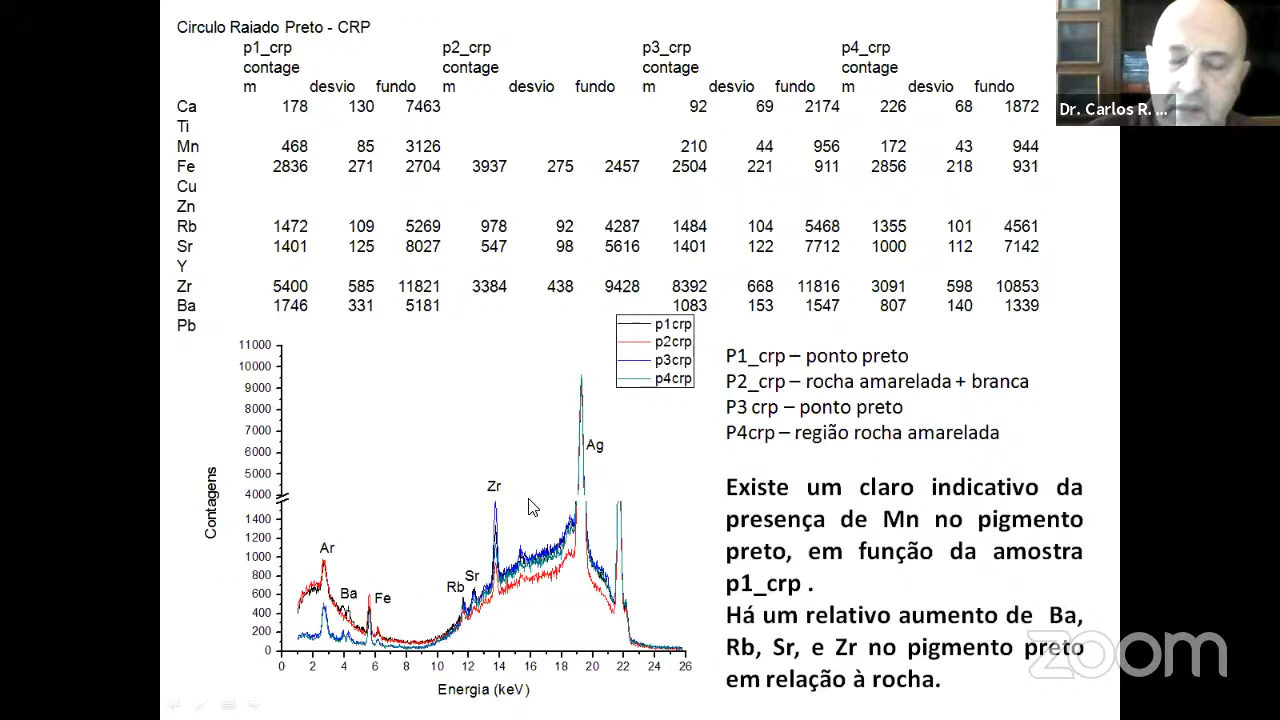 Circulo Raiado Preto - CRP
p1_crp p2_crp p3_crp p4_crp
contage contage contage contage
m desvio fundo m desvio fundo m desvio fundo m desvio fundo
Ca 178 130 7463 92 69 2174 226 68 1872
Ti
Mn 468 85 3126 210 44 956 172 43 944
Fe 2836 271 2704 3937 275 2457 2504 221 911 2856 218 931
Cu
Zn
Rb 1472 109 5269 978 92 4287 1484 104 5468 1355 101 4561
Sr 1401 125 8027 547 98 5616 1401 122 7712 1000 112 7142
Y
Zr 5400 585 11821 3384 438 9428 8392 668 11816 3091 598 10853
Ba 1746 331 5181 1083 153 1547 807 140 1339
Pb
Dr. Carlos R. ...
p1crp
p2crp
p3crp
p4crp
11000
10000
9000
8000
7000
6000
5000
4000
1400
1200
1000
800
600
400
200
0
Contagens
Ar
Ba
Fe
Rb
Sr
Zr
Ag
0 2 4 6 8 10 12 14 16 18 20 22 24 26
Energia (keV)
P1_crp – ponto preto
P2_crp – rocha amarelada + branca
P3 crp – ponto preto
P4crp – região rocha amarelada
Existe um claro indicativo da
presença de Mn no pigmento
preto, em função da amostra
p1_crp .
Há um relativo aumento de Ba,
Rb, Sr, e Zr no pigmento preto
em relação à rocha.
zoom